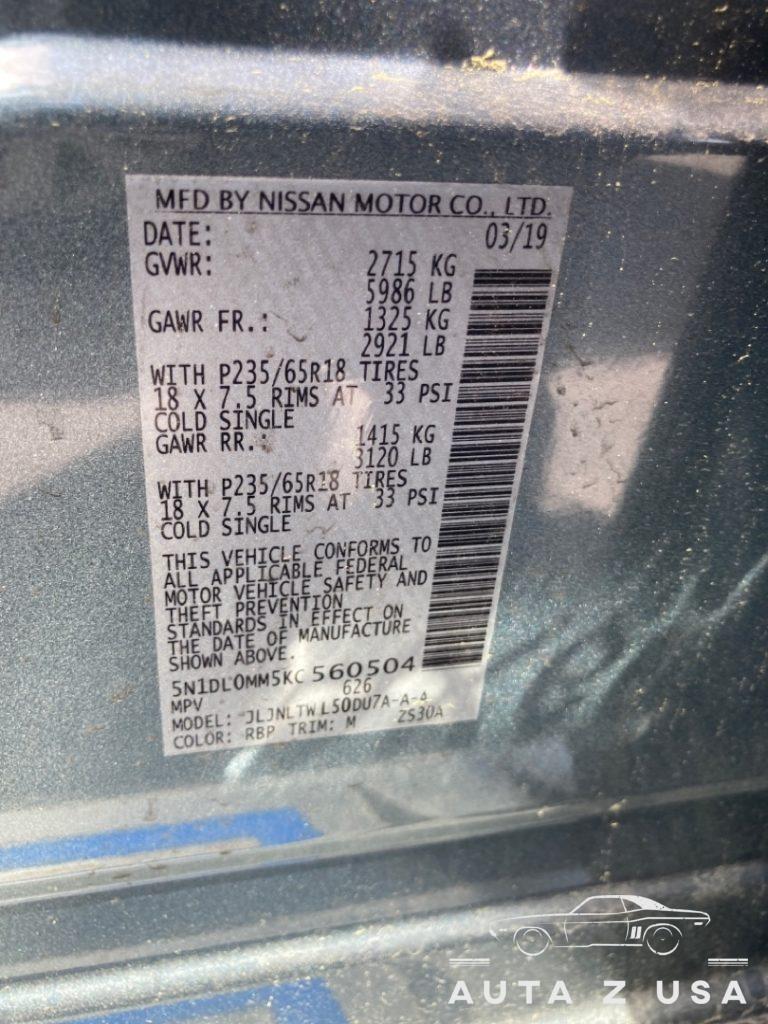 MFD BY NISSAN MOTOR CO., LTD.
DATE: 03/19
GVWR: 2715 KG
5986 LB
GAWR FR.: 1325 KG
2921 LB
WITH P235/65R18 TIRES
18 X 7.5 RIMS AT 33 PSI
COLD SINGLE
GAWR RR.: 1415 KG
3120 LB
WITH P235/65R18 TIRES
18 X 7.5 RIMS AT 33 PSI
COLD SINGLE
THIS VEHICLE CONFORMS TO
ALL APPLICABLE FEDERAL
MOTOR VEHICLE SAFETY AND
THEFT PREVENTION
STANDARDS IN EFFECT ON
THE DATE OF MANUFACTURE
SHOWN ABOVE.
5N1DL0MM5KC560504
MPV 626
MODEL: JLJNLTWL50DU7A-A-A
COLOR: RBP TRIM: M ZS30A
AUTA Z USA